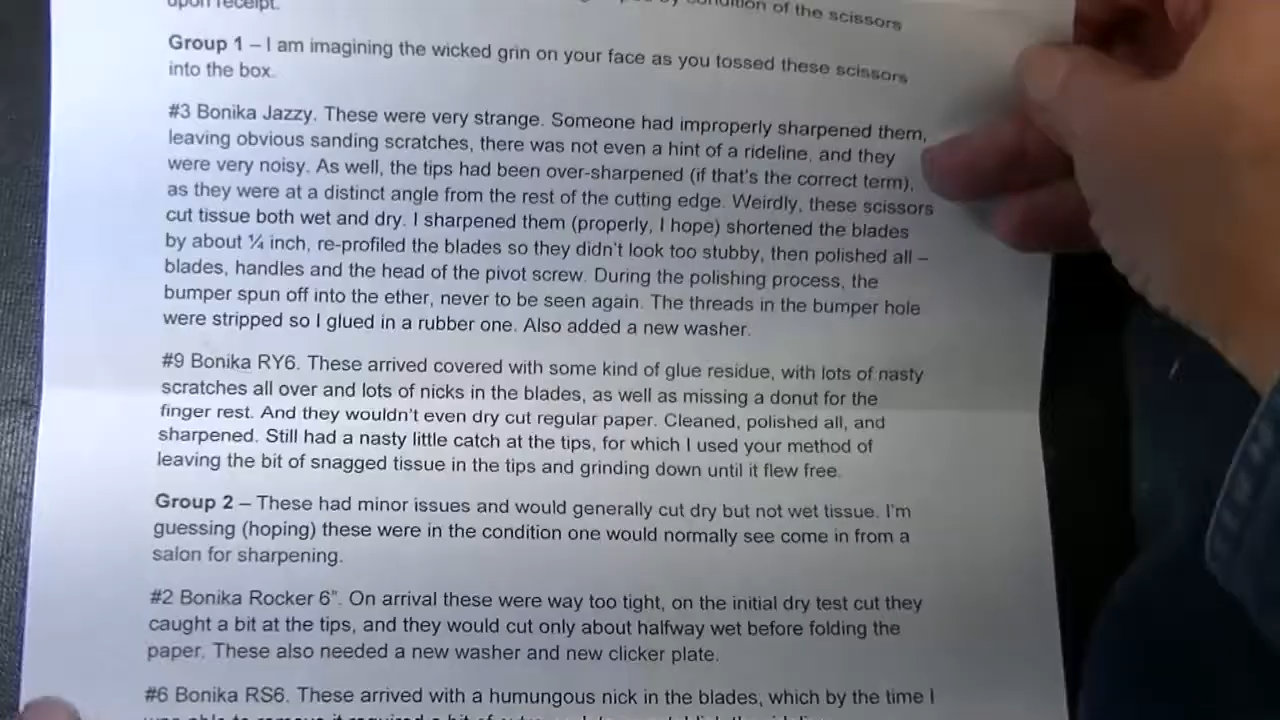 upon receipt.
condition of the scissors
Group 1 – I am imagining the wicked grin on your face as you tossed these scissors
into the box.
#3 Bonika Jazzy. These were very strange. Someone had improperly sharpened them,
leaving obvious sanding scratches, there was not even a hint of a rideline, and they
were very noisy. As well, the tips had been over-sharpened (if that's the correct term),
as they were at a distinct angle from the rest of the cutting edge. Weirdly, these scissors
cut tissue both wet and dry. I sharpened them (properly, I hope) shortened the blades
by about ¼ inch, re-profiled the blades so they didn't look too stubby, then polished all –
blades, handles and the head of the pivot screw. During the polishing process, the
bumper spun off into the ether, never to be seen again. The threads in the bumper hole
were stripped so I glued in a rubber one. Also added a new washer.
#9 Bonika RY6. These arrived covered with some kind of glue residue, with lots of nasty
scratches all over and lots of nicks in the blades, as well as missing a donut for the
finger rest. And they wouldn't even dry cut regular paper. Cleaned, polished all, and
sharpened. Still had a nasty little catch at the tips, for which I used your method of
leaving the bit of snagged tissue in the tips and grinding down until it flew free.
Group 2 – These had minor issues and would generally cut dry but not wet tissue. I'm
guessing (hoping) these were in the condition one would normally see come in from a
salon for sharpening.
#2 Bonika Rocker 6”. On arrival these were way too tight, on the initial dry test cut they
caught a bit at the tips, and they would cut only about halfway wet before folding the
paper. These also needed a new washer and new clicker plate.
#6 Bonika RS6. These arrived with a humungous nick in the blades, which by the time I